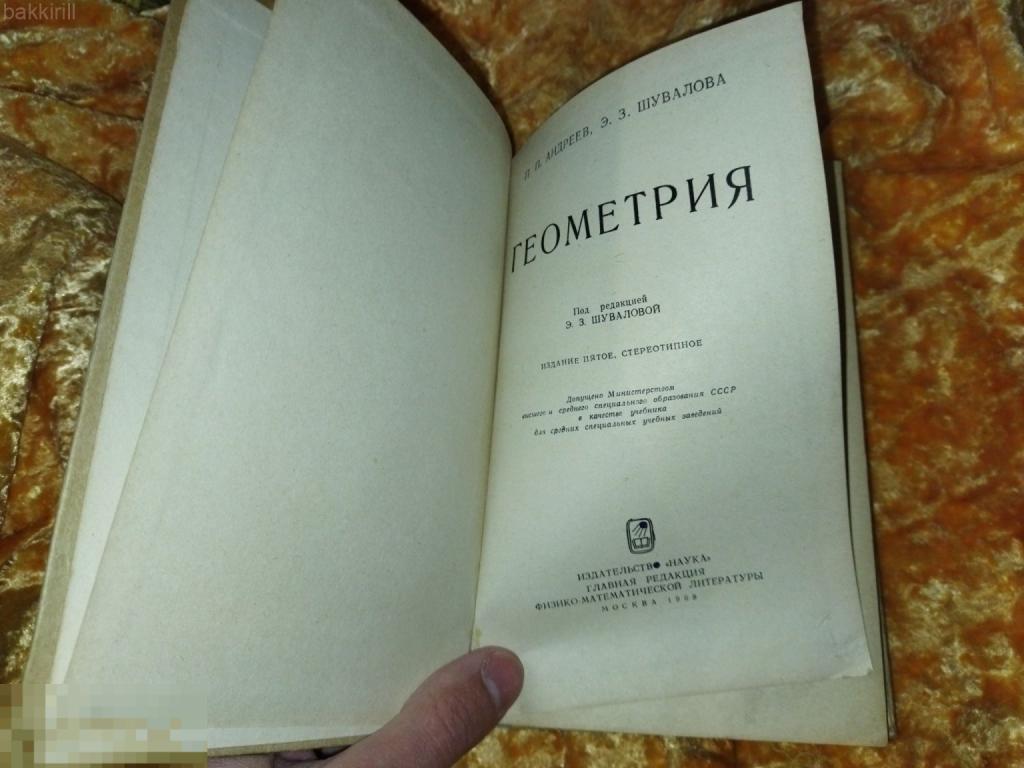 bakkirill
П. П. АНДРЕЕВ, Э. З. ШУВАЛОВА
ГЕОМЕТРИЯ
Под редакцией
Э. З. ШУВАЛОВОЙ
ИЗДАНИЕ ПЯТОЕ, СТЕРЕОТИПНОЕ
Допущено Министерством
высшего и среднего специального образования СССР
в качестве учебника
для средних специальных учебных заведений
ИЗДАТЕЛЬСТВО «НАУКА»
ГЛАВНАЯ РЕДАКЦИЯ
ФИЗИКО-МАТЕМАТИЧЕСКОЙ ЛИТЕРАТУРЫ
МОСКВА 1968